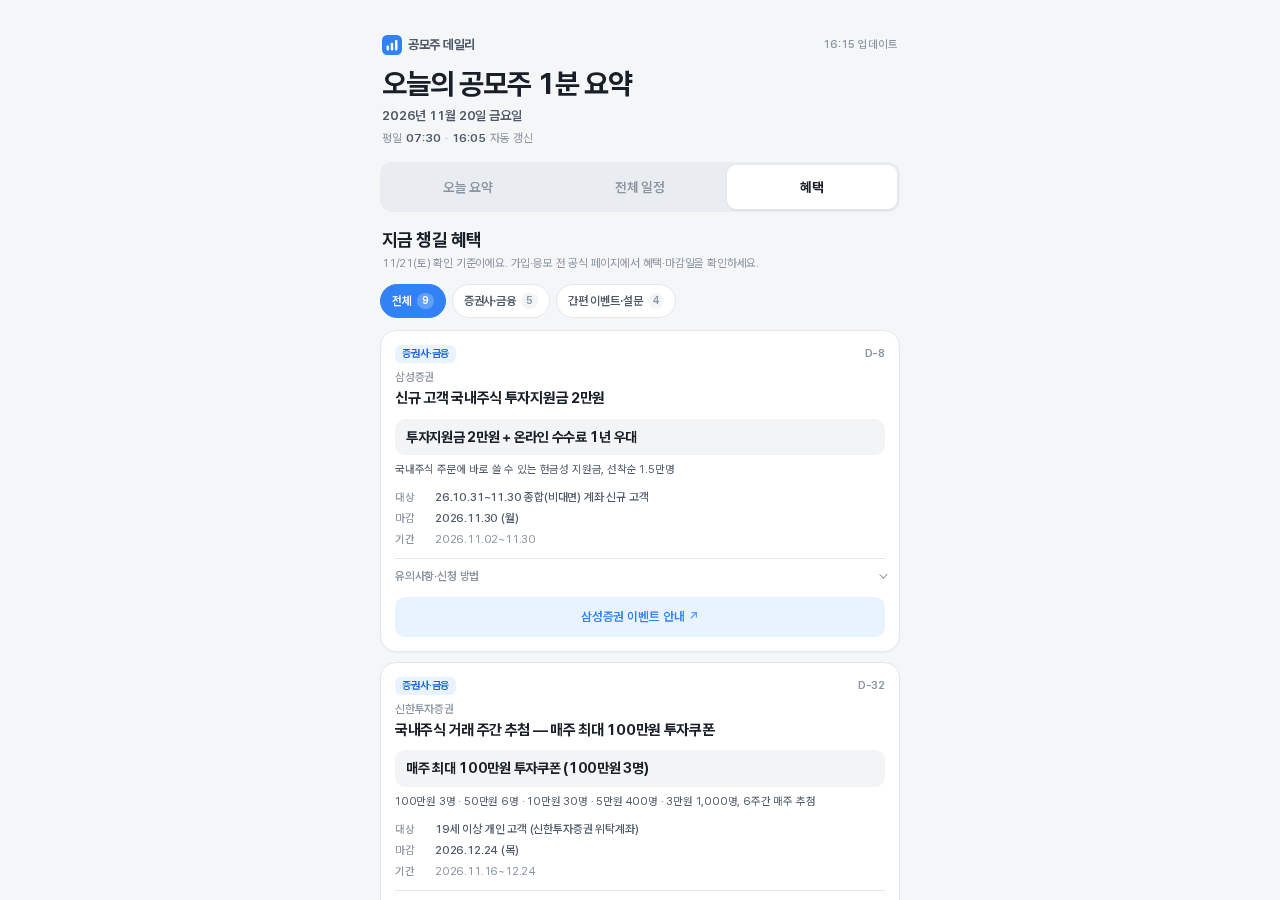 공모주 데일리
16:15 업데이트
오늘의 공모주 1분 요약
2026년 11월 20일 금요일
평일 07:30 · 16:05 자동 갱신
오늘 요약
전체 일정
혜택
지금 챙길 혜택
11/21(토) 확인 기준이에요. 가입·응모 전 공식 페이지에서 혜택·마감일을 확인하세요.
전체 9
증권사·금융 5
간편 이벤트·설문 4
증권사·금융
D-8
삼성증권
신규 고객 국내주식 투자지원금 2만원
투자지원금 2만원 + 온라인 수수료 1년 우대
국내주식 주문에 바로 쓸 수 있는 현금성 지원금, 선착순 1.5만명
대상 26.10.31~11.30 종합(비대면) 계좌 신규 고객
마감 2026.11.30 (월)
기간 2026.11.02~11.30
유의사항·신청 방법
삼성증권 이벤트 안내 ↗
증권사·금융
D-32
신한투자증권
국내주식 거래 주간 추첨 — 매주 최대 100만원 투자쿠폰
매주 최대 100만원 투자쿠폰 (100만원 3명)
100만원 3명 · 50만원 6명 · 10만원 30명 · 5만원 400명 · 3만원 1,000명, 6주간 매주 추첨
대상 19세 이상 개인 고객 (신한투자증권 위탁계좌)
마감 2026.12.24 (목)
기간 2026.11.16~12.24